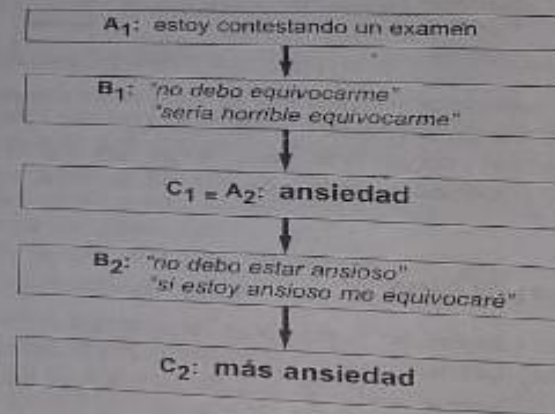 A₁: estoy contestando un examen
B₁: "no debo equivocarme"
"sería horrible equivocarme"
C₁ = A₂: ansiedad
B₂: "no debo estar ansioso"
"si estoy ansioso me equivocaré"
C₂: más ansiedad